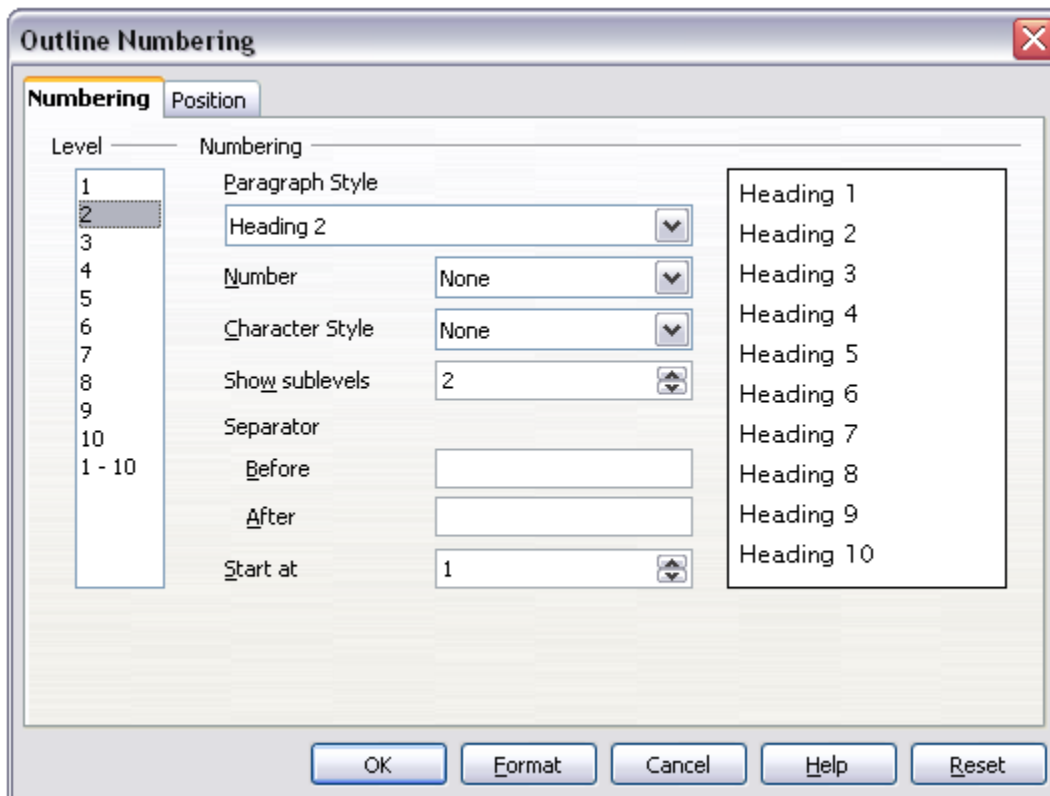 Outline Numbering
Numbering Position
Level Numbering
1
2
3
4
5
6
7
8
9
10
1 - 10
Paragraph Style
Heading 2
Number None
Character Style None
Show sublevels 2
Separator
Before
After
Start at 1
Heading 1
Heading 2
Heading 3
Heading 4
Heading 5
Heading 6
Heading 7
Heading 8
Heading 9
Heading 10
OK Format Cancel Help Reset